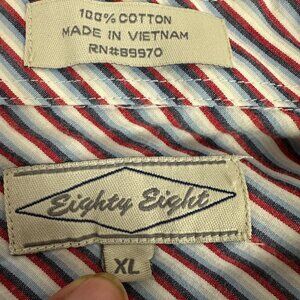 100% COTTON
MADE IN VIETNAM
RN#89970
Eighty Eight
XL